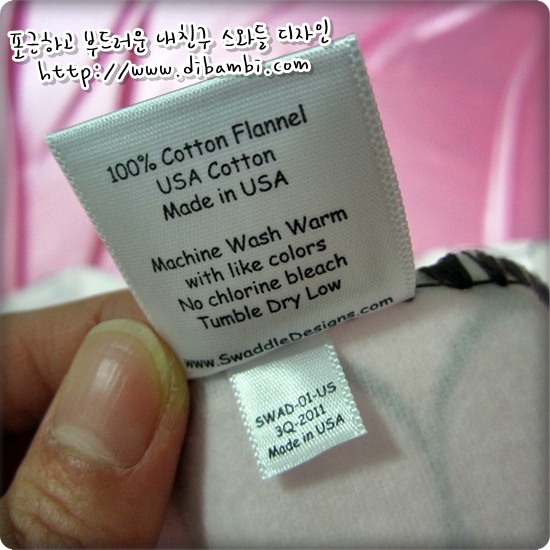 포근하고 부드러운 내친구 스와들 디자인
http://www.dibambi.com
100% Cotton Flannel
USA Cotton
Made in USA
Machine Wash Warm
with like colors
No chlorine bleach
Tumble Dry Low
www.SwaddleDesigns.com
SWAD-01-US
3Q-2011
Made in USA